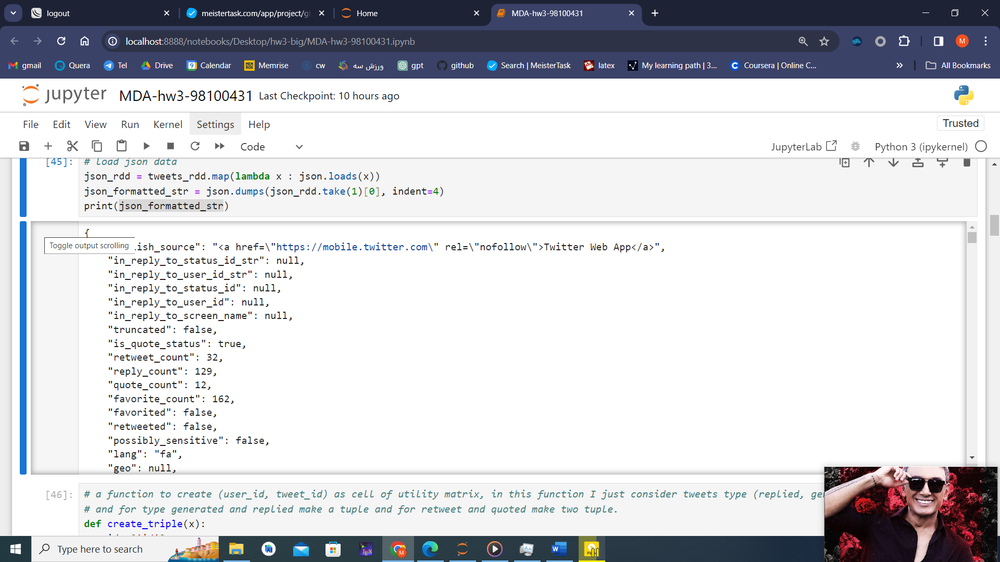 logout
meistertask.com/app/project/gl
Home
MDA-hw3-98100431
localhost:8888/notebooks/Desktop/hw3-big/MDA-hw3-98100431.ipynb
M
gmail
Quera
Tel
Drive
9
Calendar
MEM RISE
Memrise
cw
ورزش سه
gpt
github
Search | MeisterTask
latex
My learning path | 3...
C
Coursera | Online C...
All Bookmarks
jupyter
MDA-hw3-98100431
Last Checkpoint: 10 hours ago
File
Edit
View
Run
Kernel
Settings
Help
Trusted
Code
JupyterLab
Python 3 (ipykernel)
[45]:
# load json data
json_rdd = tweets_rdd.map(lambda x : json.loads(x))
json_formatted_str = json.dumps(json_rdd.take(1)[0], indent=4)
print(json_formatted_str)
{
Toggle output scrolling
lish_source": "<a href=\"https://mobile.twitter.com\" rel=\"nofollow\">Twitter Web App</a>",
"in_reply_to_status_id_str": null,
"in_reply_to_user_id_str": null,
"in_reply_to_status_id": null,
"in_reply_to_user_id": null,
"in_reply_to_screen_name": null,
"truncated": false,
"is_quote_status": true,
"retweet_count": 32,
"reply_count": 129,
"quote_count": 12,
"favorite_count": 162,
"favorited": false,
"retweeted": false,
"possibly_sensitive": false,
"lang": "fa",
"geo": null,
[46]:
# a function to create (user_id, tweet_id) as cell of utility matrix, in this function I just consider tweets type (replied, ge
# and for type generated and replied make a tuple and for retweet and quoted make two tuple.
def create_triple(x):
Type here to search